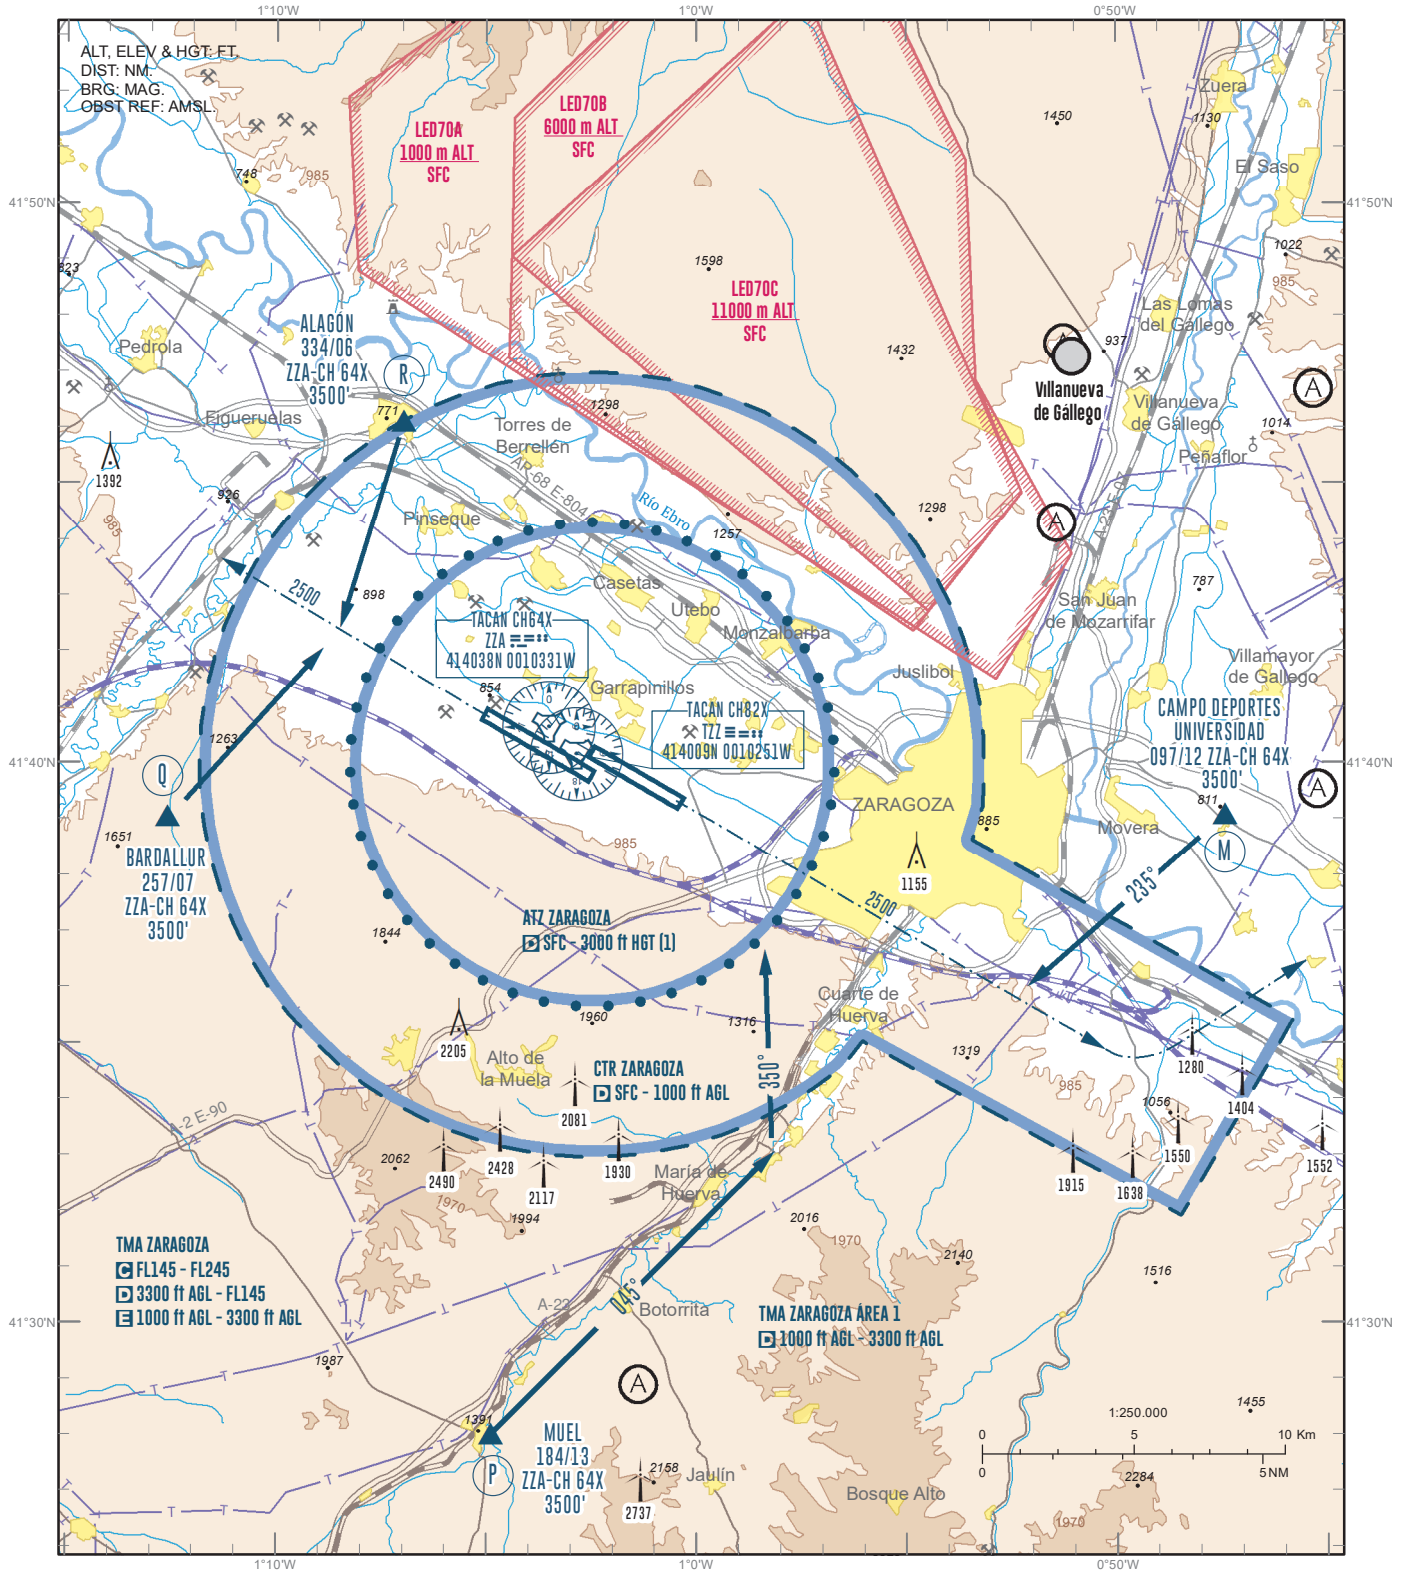 1°10'W
1°0'W
0°50'W
ALT, ELEV & HGT: FT.
DIST: NM.
BRG: MAG.
OBST REF: AMSL.
LED70A
1000 m ALT
SFC
LED70B
6000 m ALT
SFC
1450
Zuera
1130
El Saso
748
985
41°50'N
41°50'N
1022
985
1598
LED70C
11000 m ALT
SFC
Las Lomas
del Gállego
ALAGÓN
334/06
ZZA-CH 64X
3500'
R
Pedrola
1432
937
A
Villanueva
de Gállego
Villanueva
de Gállego
A
771
Figueruelas
1298
Torres de
Berrellén
1014
Peñaflor
1392
926
985
AP-68 E-804
Río Ebro
Pinseque
1257
1298
A
A-23 E-07
2500
898
Casetas
Utebo
787
San Juan
de Mozarrifar
TACAN CH64X
ZZA
414038N 0010331W
Monzalbarba
Juslibol
Villamayor
de Gallego
854
Garrapinillos
TACAN CH82X
TZZ
414009N 0010251W
CAMPO DEPORTES
UNIVERSIDAD
097/12 ZZA-CH 64X
3500'
1263
Q
41°40'N
41°40'N
A
ZARAGOZA
811
885
Movera
M
1651
985
BARDALLUR
257/07
ZZA-CH 64X
3500'
1155
235°
2500
ATZ ZARAGOZA
D SFC - 3000 ft HGT (1)
1844
1960
1316
Cuarte de
Huerva
2205
Alto de
la Muela
CTR ZARAGOZA
D SFC - 1000 ft AGL
350°
1319
985
1280
1404
1056
2081
A-2 E-90
2062
2490
2428
2117
1930
María de
Huerva
1915
1638
1550
1552
1970
1994
2016
1970
2140
1516
TMA ZARAGOZA
C FL145 - FL245
D 3300 ft AGL - FL145
E 1000 ft AGL - 3300 ft AGL
045°
A-23
Botorrita
TMA ZARAGOZA ÁREA 1
D 1000 ft AGL - 3300 ft AGL
41°30'N
41°30'N
1987
A
1455
1:250.000
0 5 10 Km
0 5 NM
1391
P
MUEL
184/13
ZZA-CH 64X
3500'
2158
2737
Jaulín
Bosque Alto
2284
1970
1°10'W
1°0'W
0°50'W